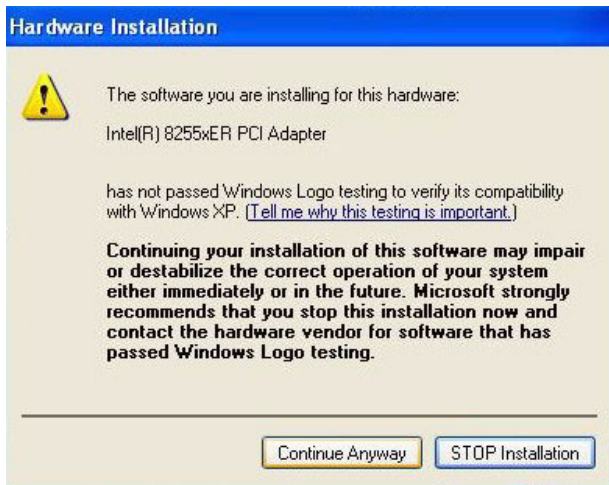 Hardware Installation
The software you are installing for this hardware:
Intel(R) 8255xER PCI Adapter
has not passed Windows Logo testing to verify its compatibility
with Windows XP. (Tell me why this testing is important.)
Continuing your installation of this software may impair
or destabilize the correct operation of your system
either immediately or in the future. Microsoft strongly
recommends that you stop this installation now and
contact the hardware vendor for software that has
passed Windows Logo testing.
Continue Anyway
STOP Installation